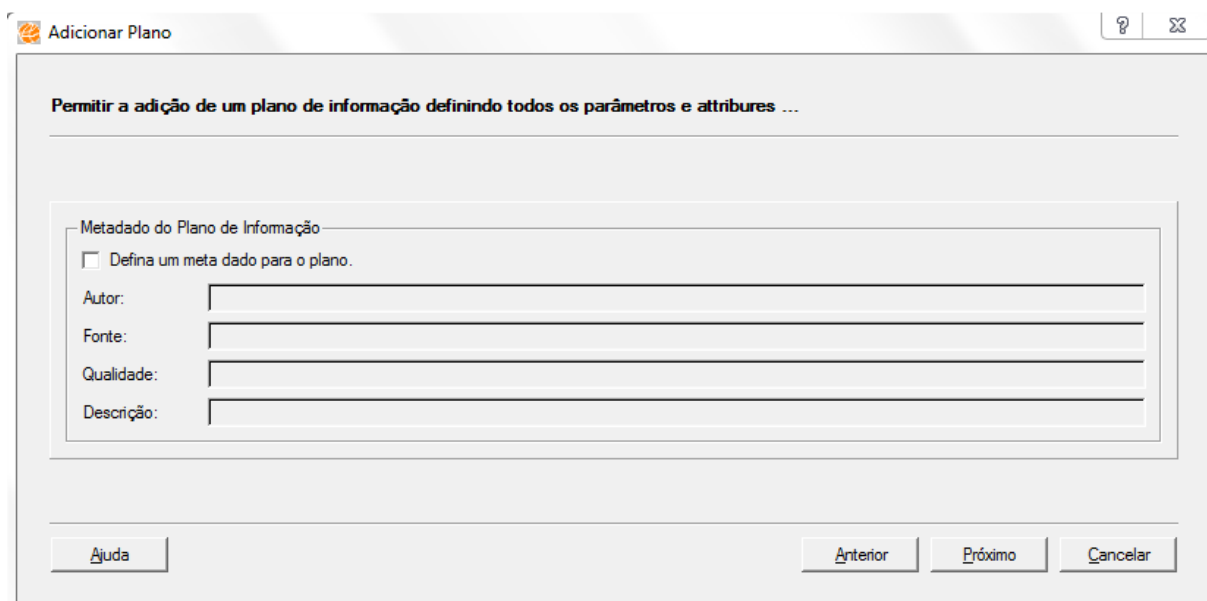 Adicionar Plano
Permitir a adição de um plano de informação definindo todos os parâmetros e attribures ...
Metadado do Plano de Informação
Defina um meta dado para o plano.
Autor:
Fonte:
Qualidade:
Descrição:
Ajuda Anterior Próximo Cancelar